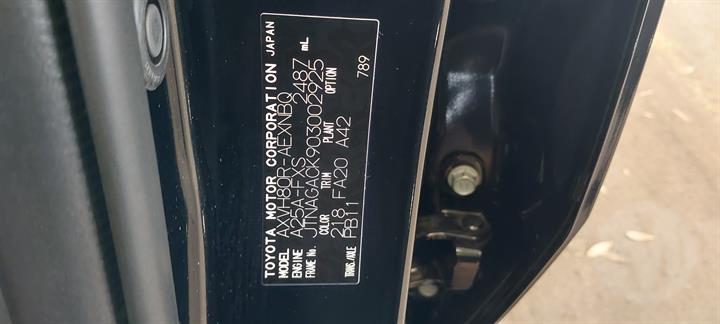 TOYOTA MOTOR CORPORATION JAPAN
MODEL AXVH80R-AEXNBQ
ENGINE A25A-FXS 2487 mL
FRAME No. JTNAGACK903002925
COLOR TRIM PLANT OPTION
218 FA20 A42
TRANS./AXLE PB11 789